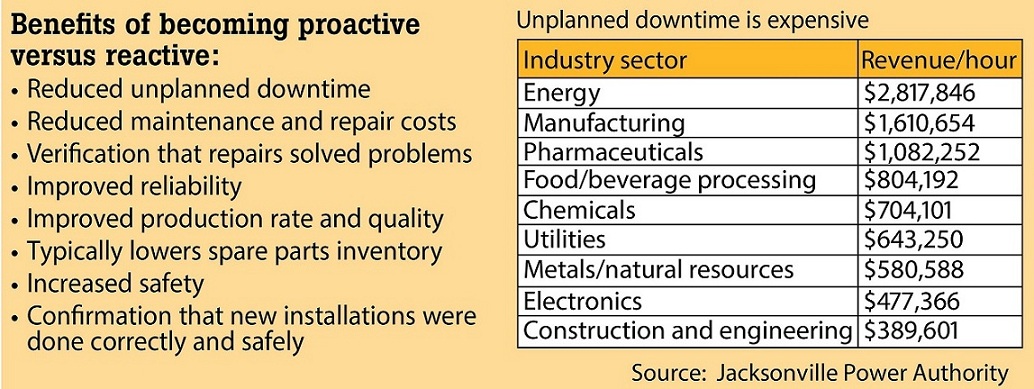 Benefits of becoming proactive
versus reactive:
• Reduced unplanned downtime
• Reduced maintenance and repair costs
• Verification that repairs solved problems
• Improved reliability
• Improved production rate and quality
• Typically lowers spare parts inventory
• Increased safety
• Confirmation that new installations were
done correctly and safely
Unplanned downtime is expensive
Industry sector Revenue/hour
Energy $2,817,846
Manufacturing $1,610,654
Pharmaceuticals $1,082,252
Food/beverage processing $804,192
Chemicals $704,101
Utilities $643,250
Metals/natural resources $580,588
Electronics $477,366
Construction and engineering $389,601
Source: Jacksonville Power Authority